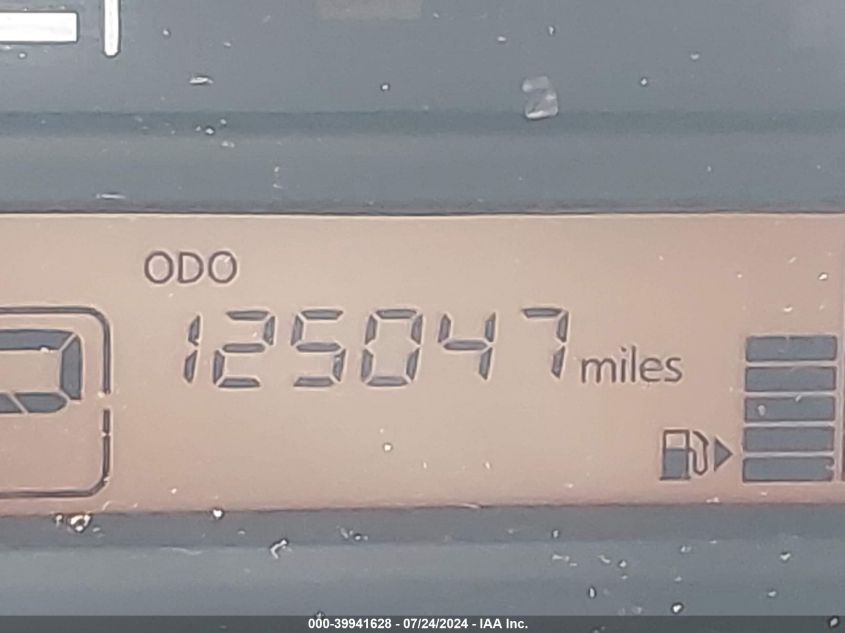 ODO
125047 miles
000-39941628 - 07/24/2024 - IAA Inc.